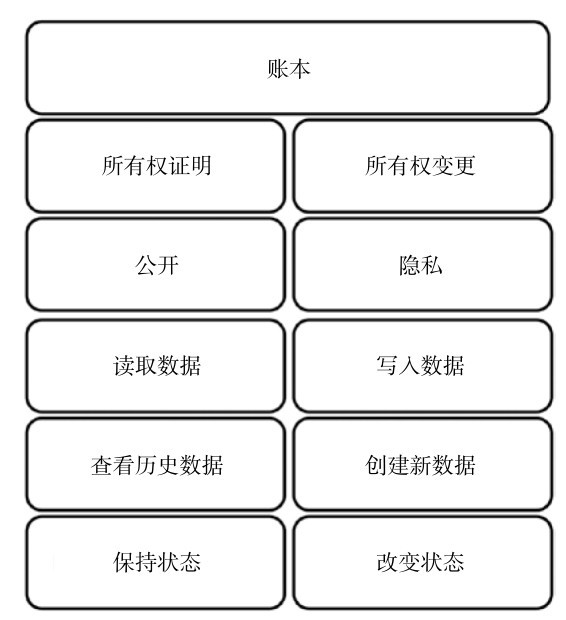 账本
所有权证明
所有权变更
公开
隐私
读取数据
写入数据
查看历史数据
创建新数据
保持状态
改变状态